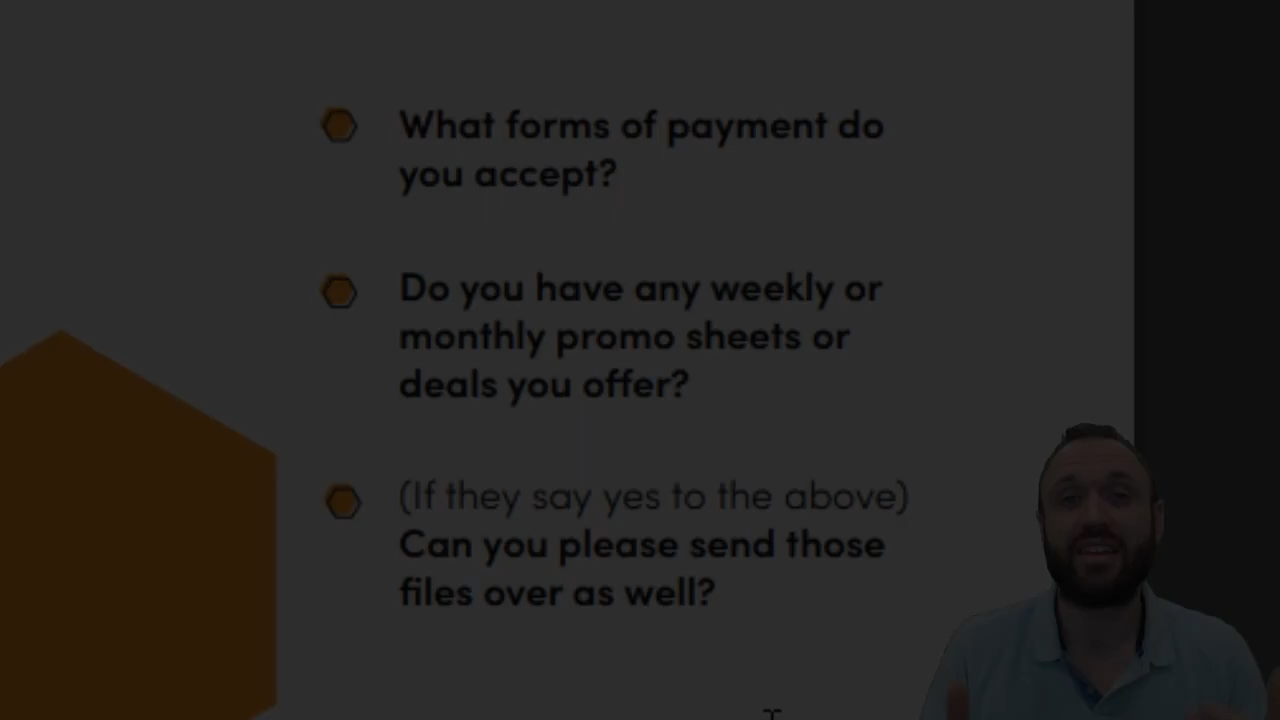 What forms of payment do
you accept?
Do you have any weekly or
monthly promo sheets or
deals you offer?
(If they say yes to the above)
Can you please send those
files over as well?